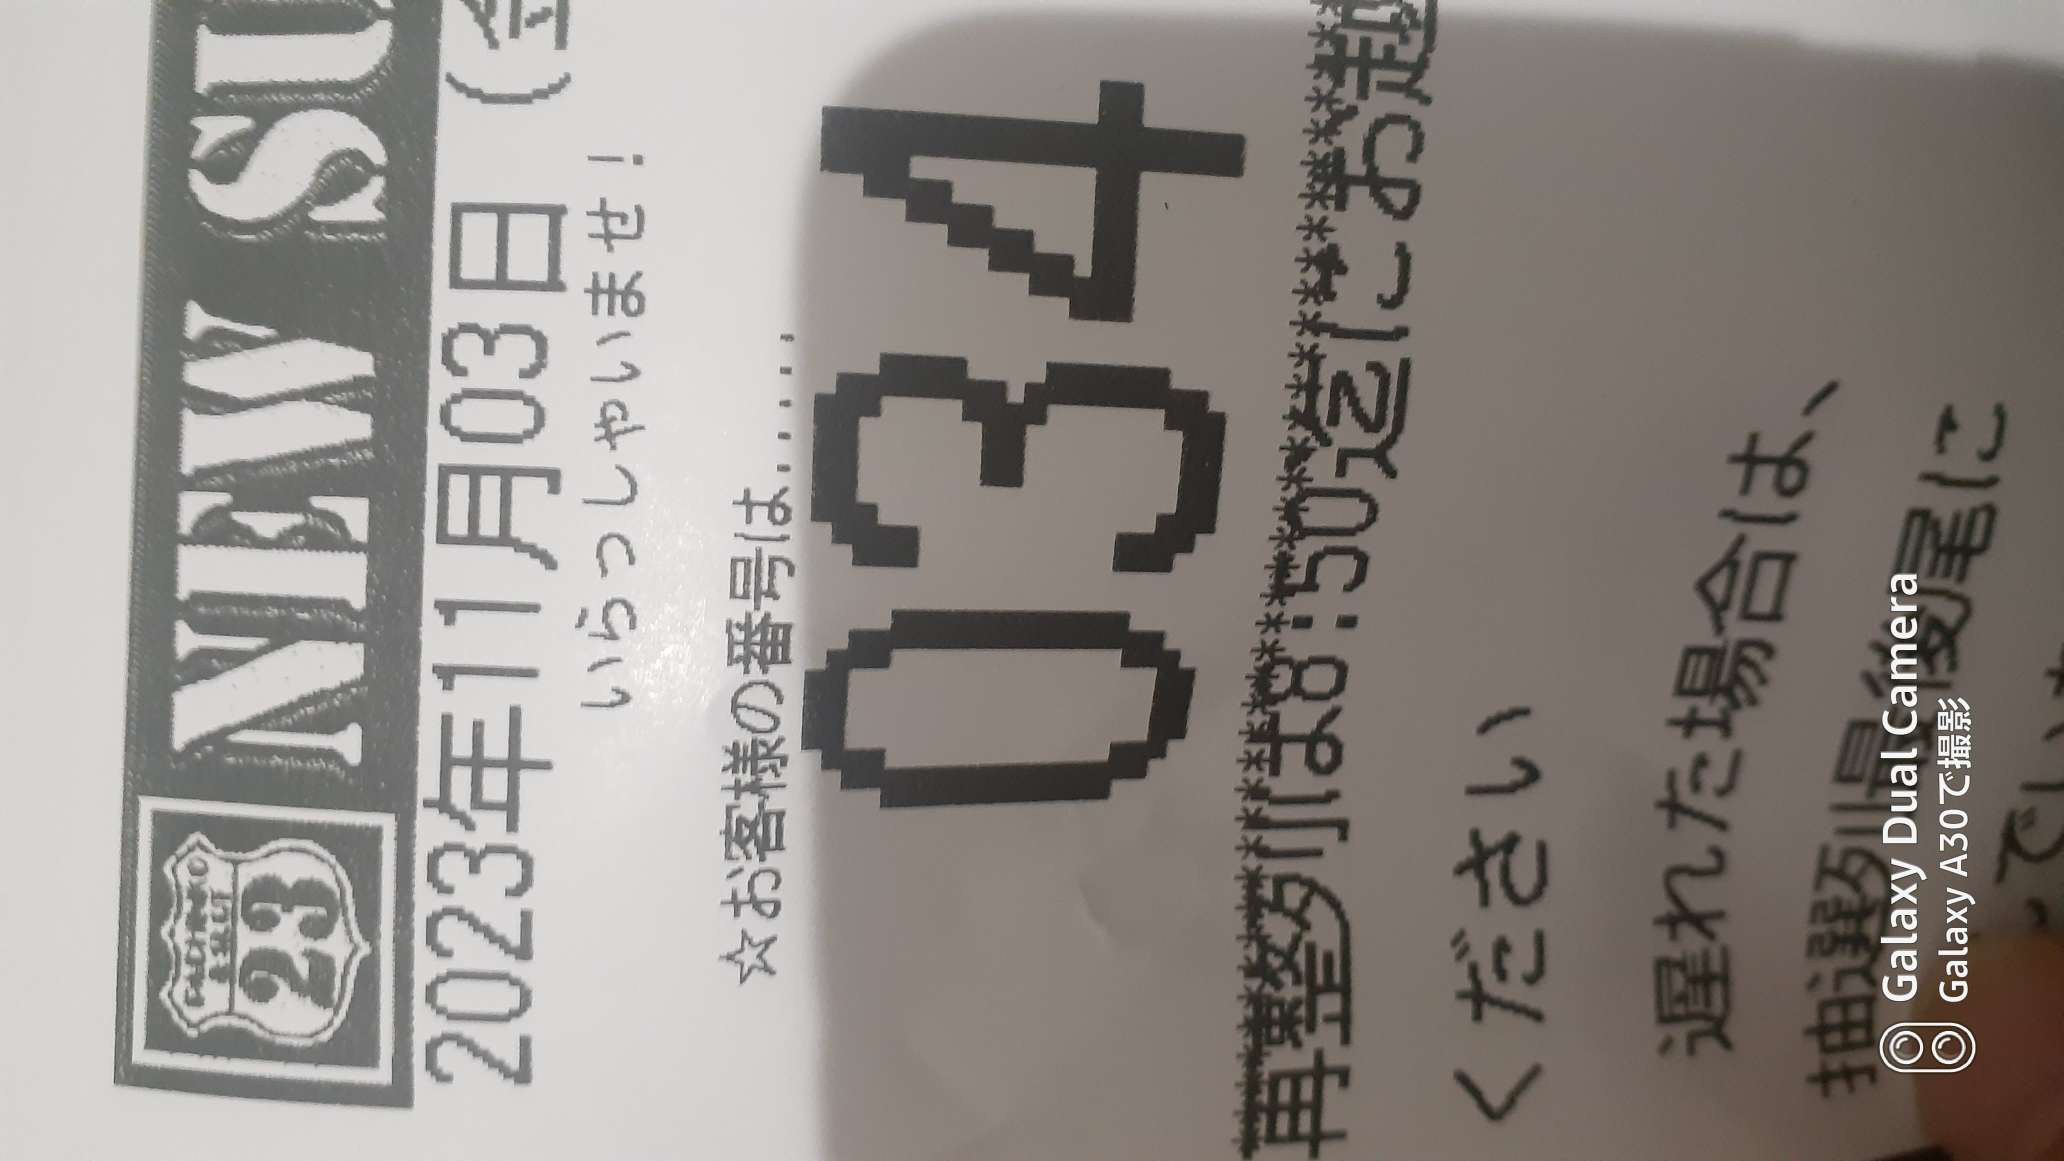 PACHINKO
& SLOT
23
NEW
2023年11月03日
いらっしゃいませ!
☆お客様の番号は......
034
*****************************************
再整列は8:50迄にお越
ください
遅れた場合は、
抽選列最後尾に
Galaxy Dual Camera
Galaxy A30で撮影